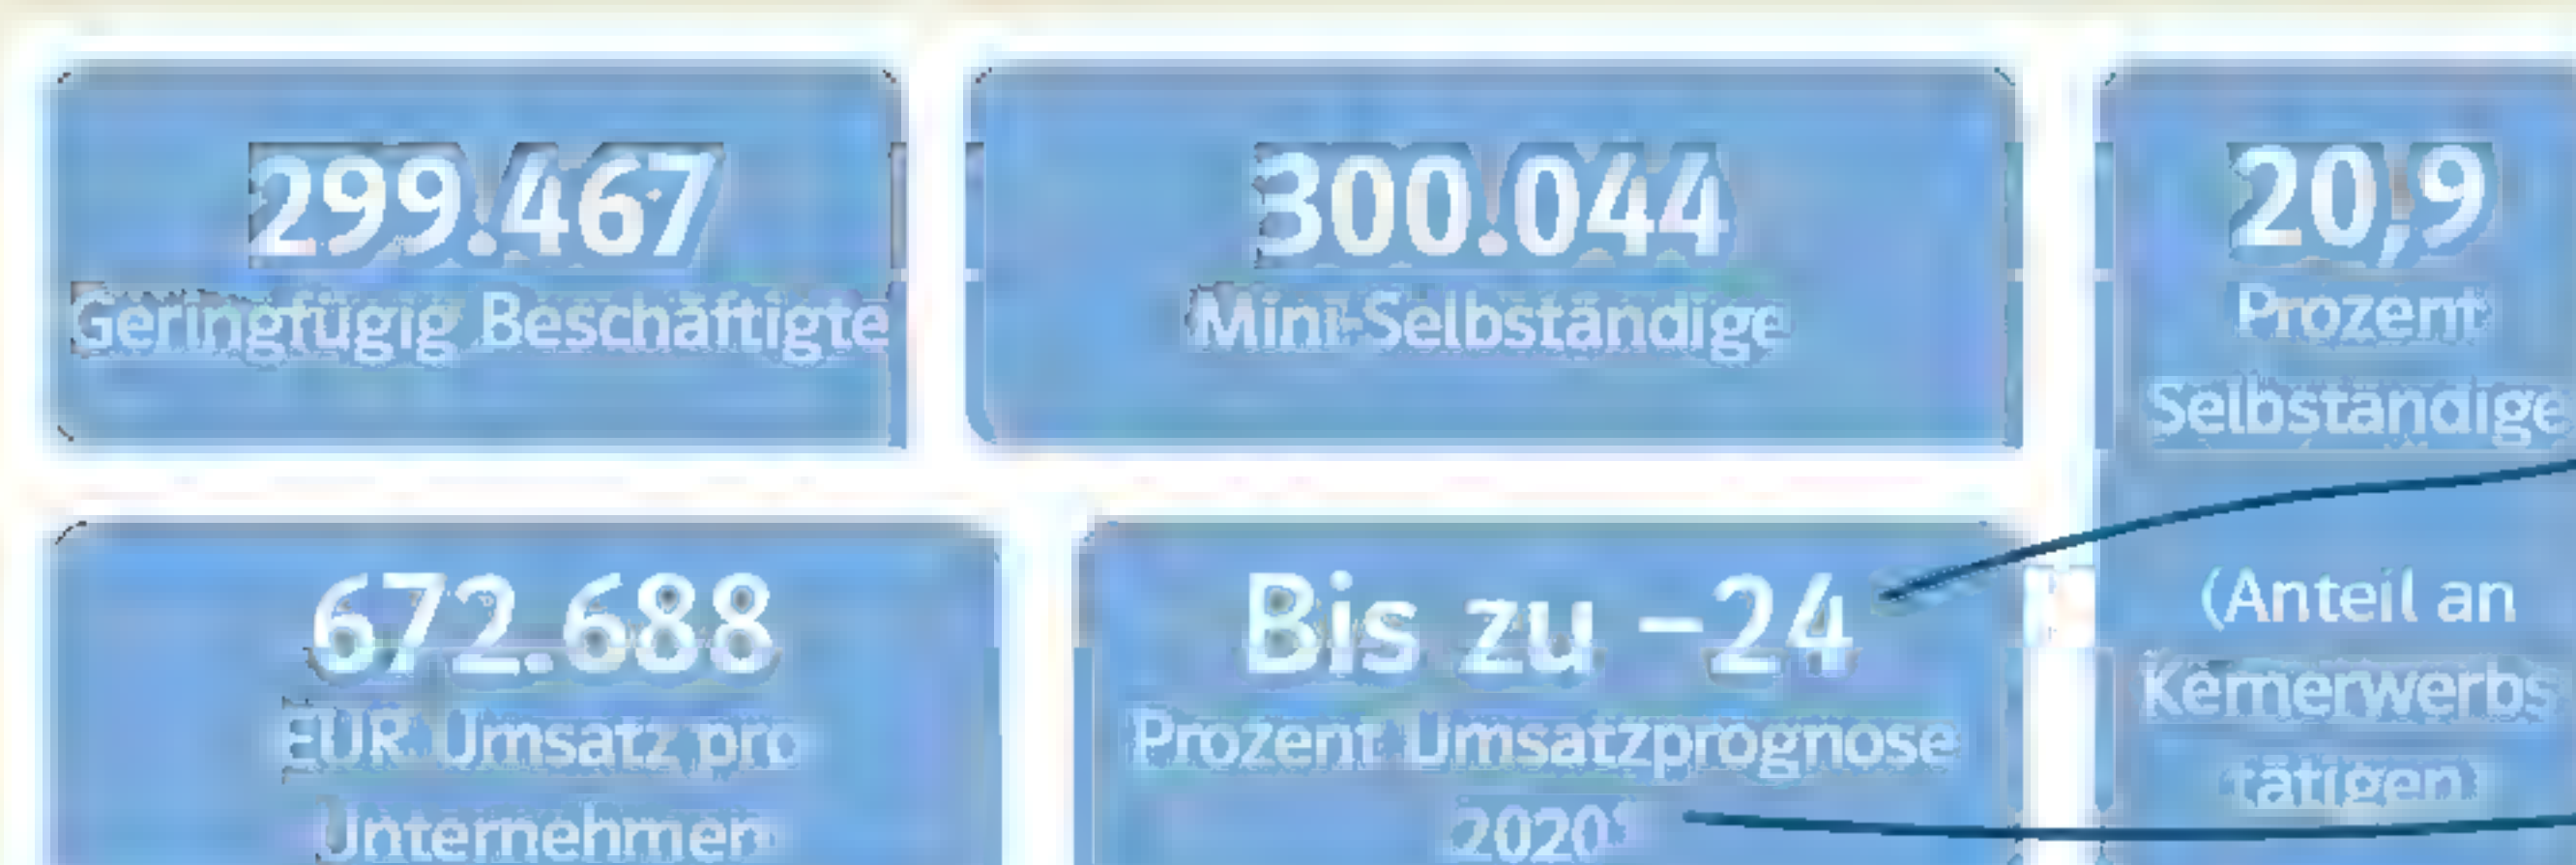 299.467
Geringfügig Beschäftigte
300.044
Mini-Selbständige
20,9
Prozent
Selbständige
(Anteil an
Kernerwerbs
tätigen)
672.688
EUR Umsatz pro
Unternehmen
Bis zu –24
Prozent Umsatzprognose
2020